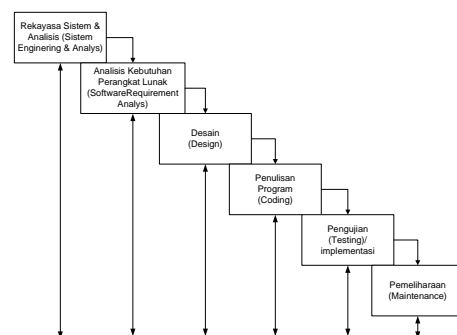 Rekayasa Sistem &
Analisis (Sistem
Enginering & Analys)
Analisis Kebutuhan
Perangkat Lunak
(SoftwareRequirement
Analys)
Desain
(Design)
Penulisan
Program
(Coding)
Pengujian
(Testing)/
implementasi
Pemeliharaan
(Maintenance)